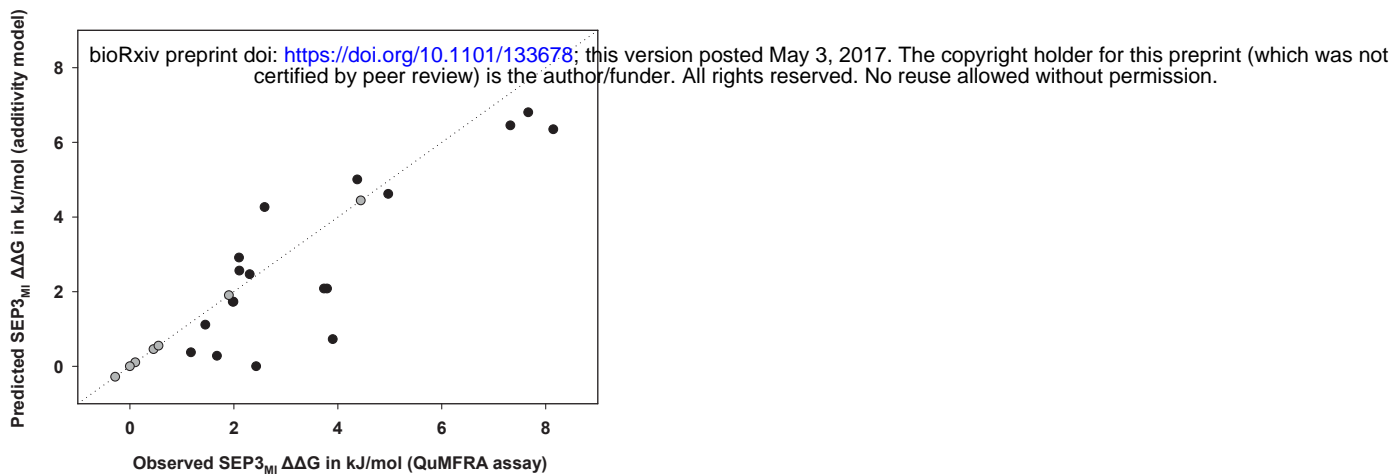 bioRxiv preprint doi: https://doi.org/10.1101/133678; this version posted May 3, 2017. The copyright holder for this preprint (which was not
certified by peer review) is the author/funder. All rights reserved. No reuse allowed without permission.
Predicted SEP3MI ΔΔG in kJ/mol (additivity model)
8
6
4
2
0
0 2 4 6 8
Observed SEP3MI ΔΔG in kJ/mol (QuMFRA assay)